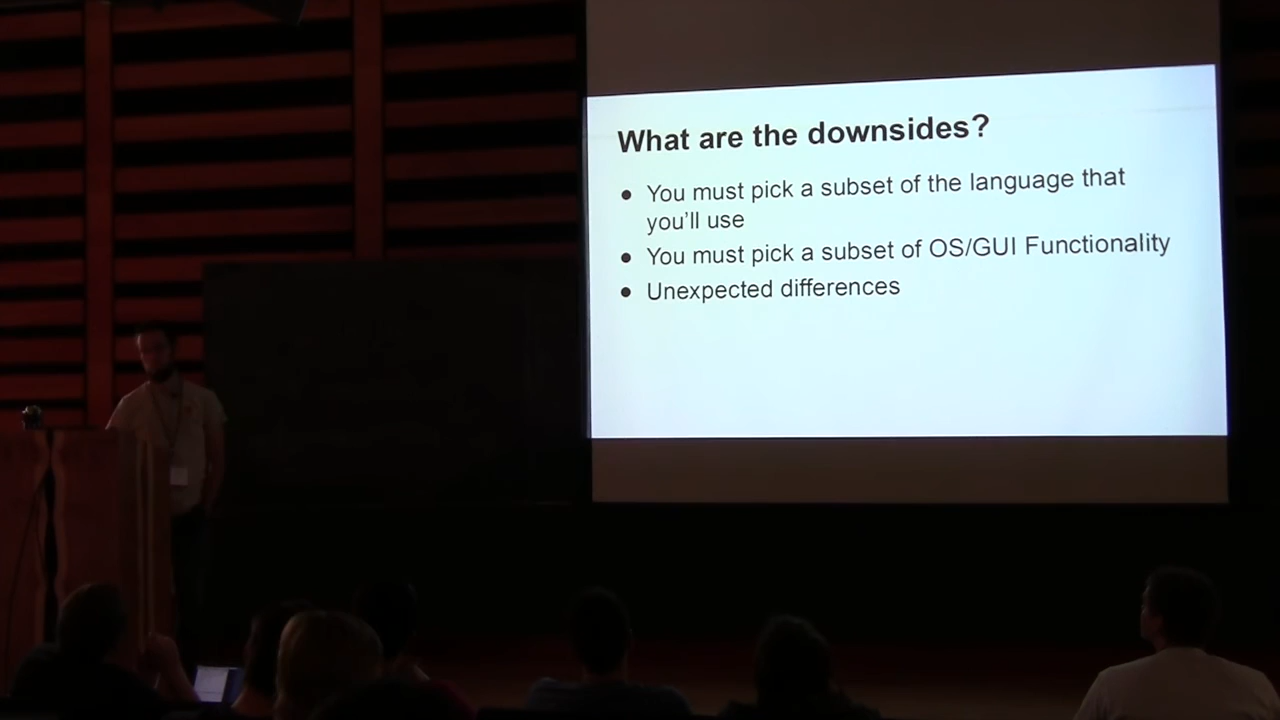 What are the downsides?
● You must pick a subset of the language that
you'll use
● You must pick a subset of OS/GUI Functionality
● Unexpected differences